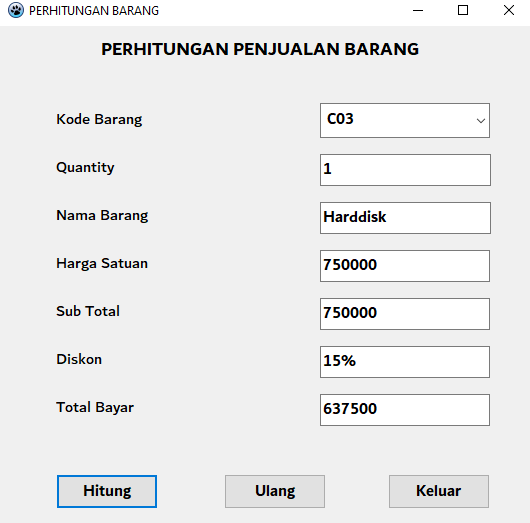 PERHITUNGAN BARANG
PERHITUNGAN PENJUALAN BARANG
Kode Barang C03
Quantity 1
Nama Barang Harddisk
Harga Satuan 750000
Sub Total 750000
Diskon 15%
Total Bayar 637500
Hitung Ulang Keluar